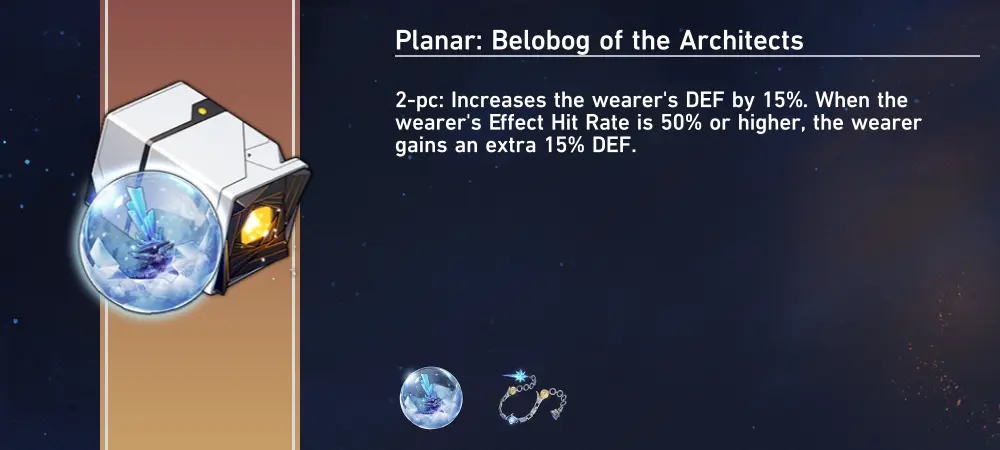 Planar: Belobog of the Architects
2-pc: Increases the wearer's DEF by 15%. When the
wearer's Effect Hit Rate is 50% or higher, the wearer
gains an extra 15% DEF.